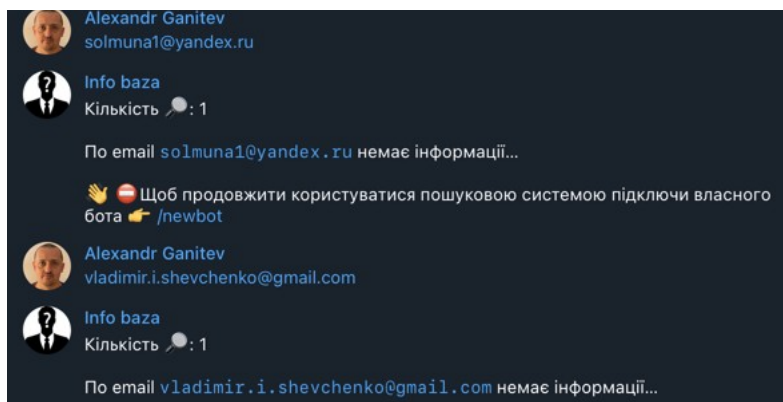 Alexandr Ganitev
solmuna1@yandex.ru
Info baza
Кількість 🔎: 1
По email solmuna1@yandex.ru немає інформації...
👋 ⛔Щоб продовжити користуватися пошуковою системою підключи власного
бота 👉 /newbot
Alexandr Ganitev
vladimir.i.shevchenko@gmail.com
Info baza
Кількість 🔎: 1
По email vladimir.i.shevchenko@gmail.com немає інформації...